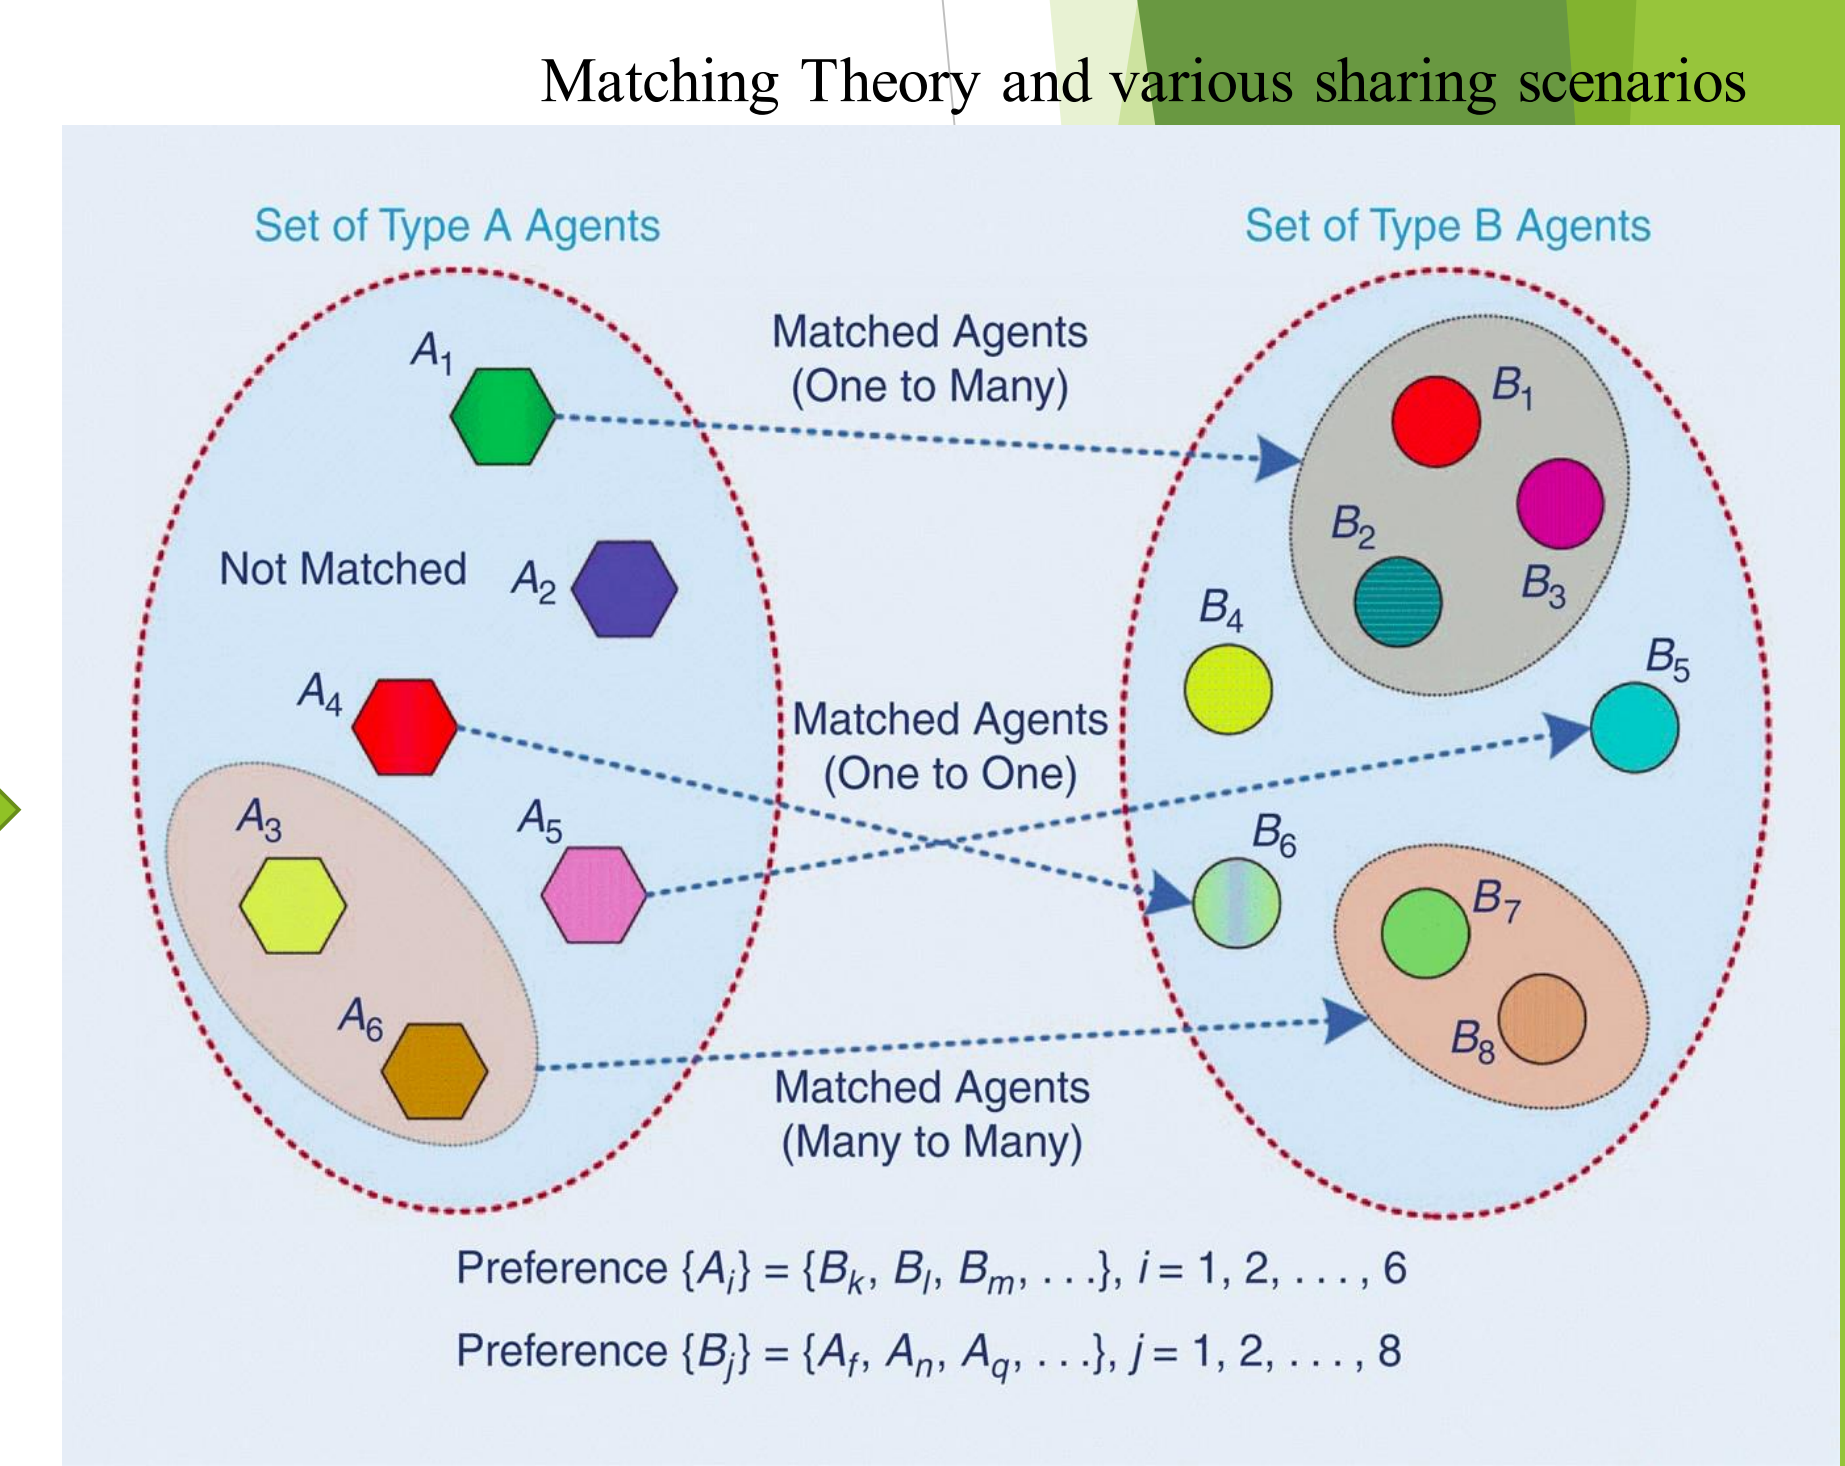 Matching Theory and various sharing scenarios
Set of Type A Agents
Set of Type B Agents
A1
Matched Agents
(One to Many)
B1
B2
B3
Not Matched
A2
B4
B5
A4
Matched Agents
(One to One)
A3
A5
B6
B7
A6
B8
Matched Agents
(Many to Many)
Preference {Ai} = {Bk, Bl, Bm, . . .}, i = 1, 2, . . . , 6
Preference {Bj} = {Af, An, Aq, . . .}, j = 1, 2, . . . , 8